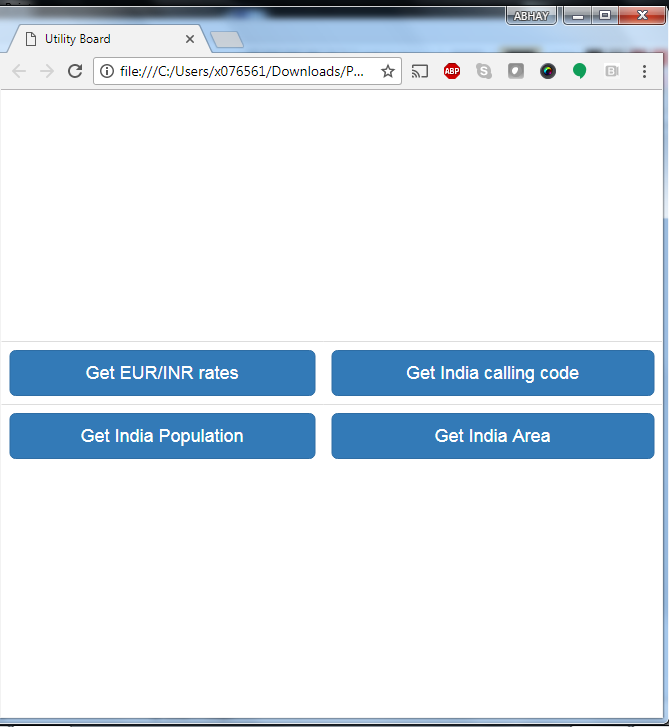 ABHAY
Utility Board
file:///C:/Users/x076561/Downloads/P...
ABP
Get EUR/INR rates
Get India calling code
Get India Population
Get India Area